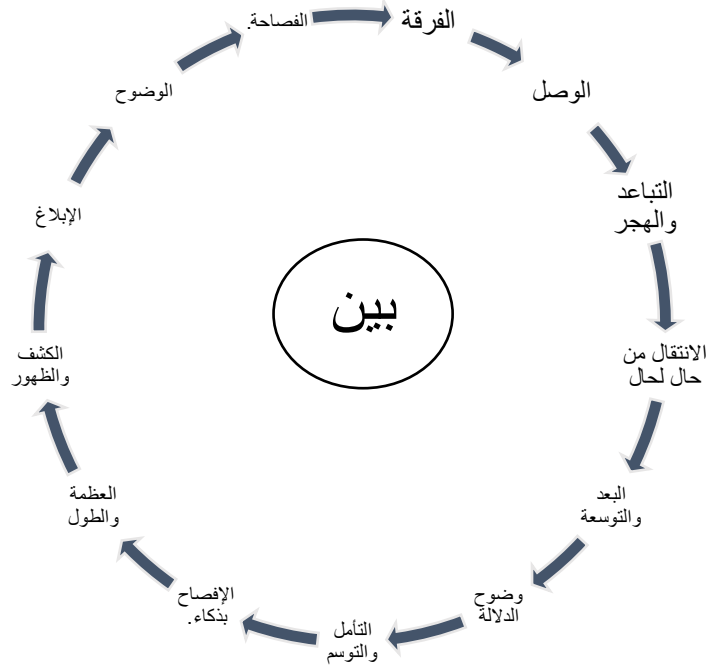 الفرقة
الوصل
التباعد
والهجر
الانتقال من
حال لحال
البعد
والتوسعة
وضوح
الدلالة
التأمل
والتوسم
الإفصاح
بذكاء.
العظمة
والطول
الكشف
والظهور
الإبلاغ
الوضوح
الفصاحة.
بين